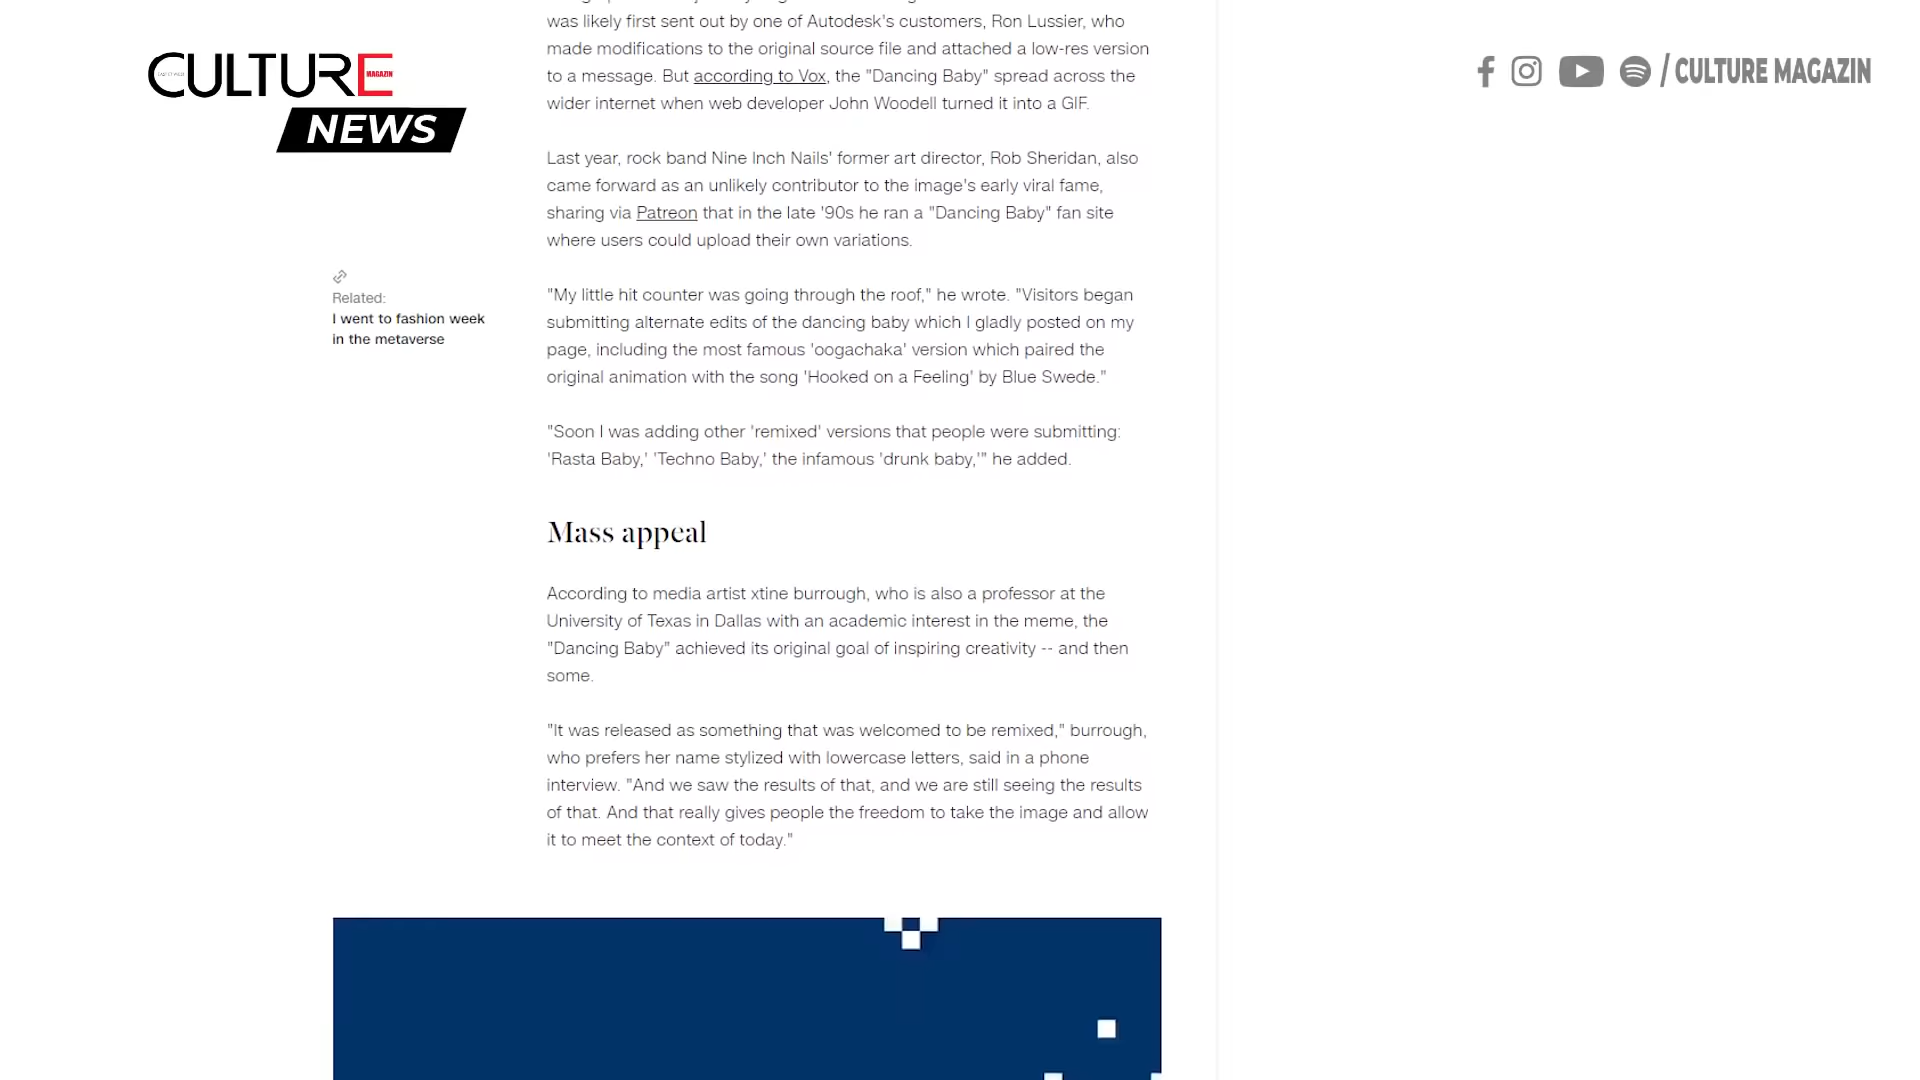 was likely first sent out by one of Autodesk's customers, Ron Lussier, who
made modifications to the original source file and attached a low-res version
to a message. But according to Vox, the "Dancing Baby" spread across the
wider internet when web developer John Woodell turned it into a GIF.
CULTURE
MAGAZIN
NEWS
/ CULTURE MAGAZIN
Last year, rock band Nine Inch Nails' former art director, Rob Sheridan, also
came forward as an unlikely contributor to the image's early viral fame,
sharing via Patreon that in the late '90s he ran a "Dancing Baby" fan site
where users could upload their own variations.
Related:
I went to fashion week
in the metaverse
"My little hit counter was going through the roof," he wrote. "Visitors began
submitting alternate edits of the dancing baby which I gladly posted on my
page, including the most famous 'oogachaka' version which paired the
original animation with the song 'Hooked on a Feeling' by Blue Swede."
"Soon I was adding other 'remixed' versions that people were submitting:
'Rasta Baby,' 'Techno Baby,' the infamous 'drunk baby,'" he added.
Mass appeal
According to media artist xtine burrough, who is also a professor at the
University of Texas in Dallas with an academic interest in the meme, the
"Dancing Baby" achieved its original goal of inspiring creativity -- and then
some.
"It was released as something that was welcomed to be remixed," burrough,
who prefers her name stylized with lowercase letters, said in a phone
interview. "And we saw the results of that, and we are still seeing the results
of that. And that really gives people the freedom to take the image and allow
it to meet the context of today."